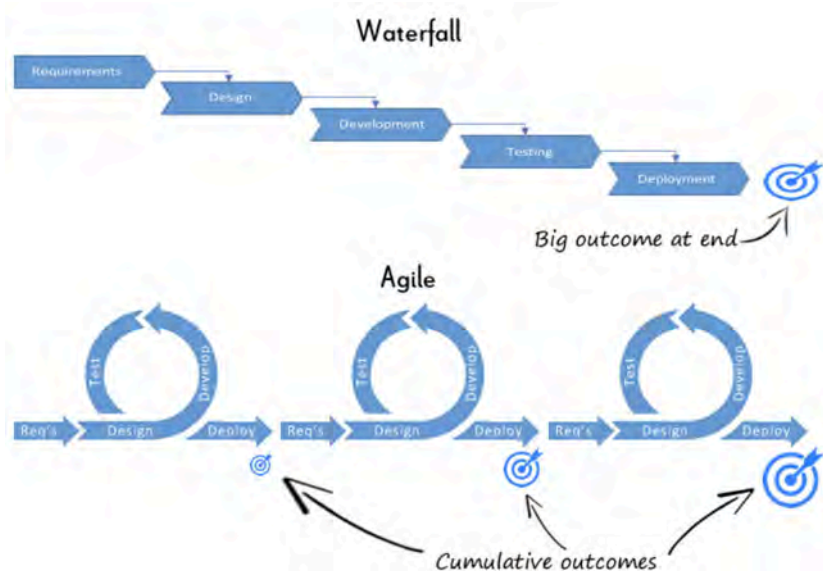 Waterfall
Requirements
Design
Development
Testing
Deployment
Big outcome at end
Agile
Test
Develop
Req's
Design
Deploy
Test
Develop
Req's
Design
Deploy
Test
Develop
Req's
Design
Deploy
Cumulative outcomes